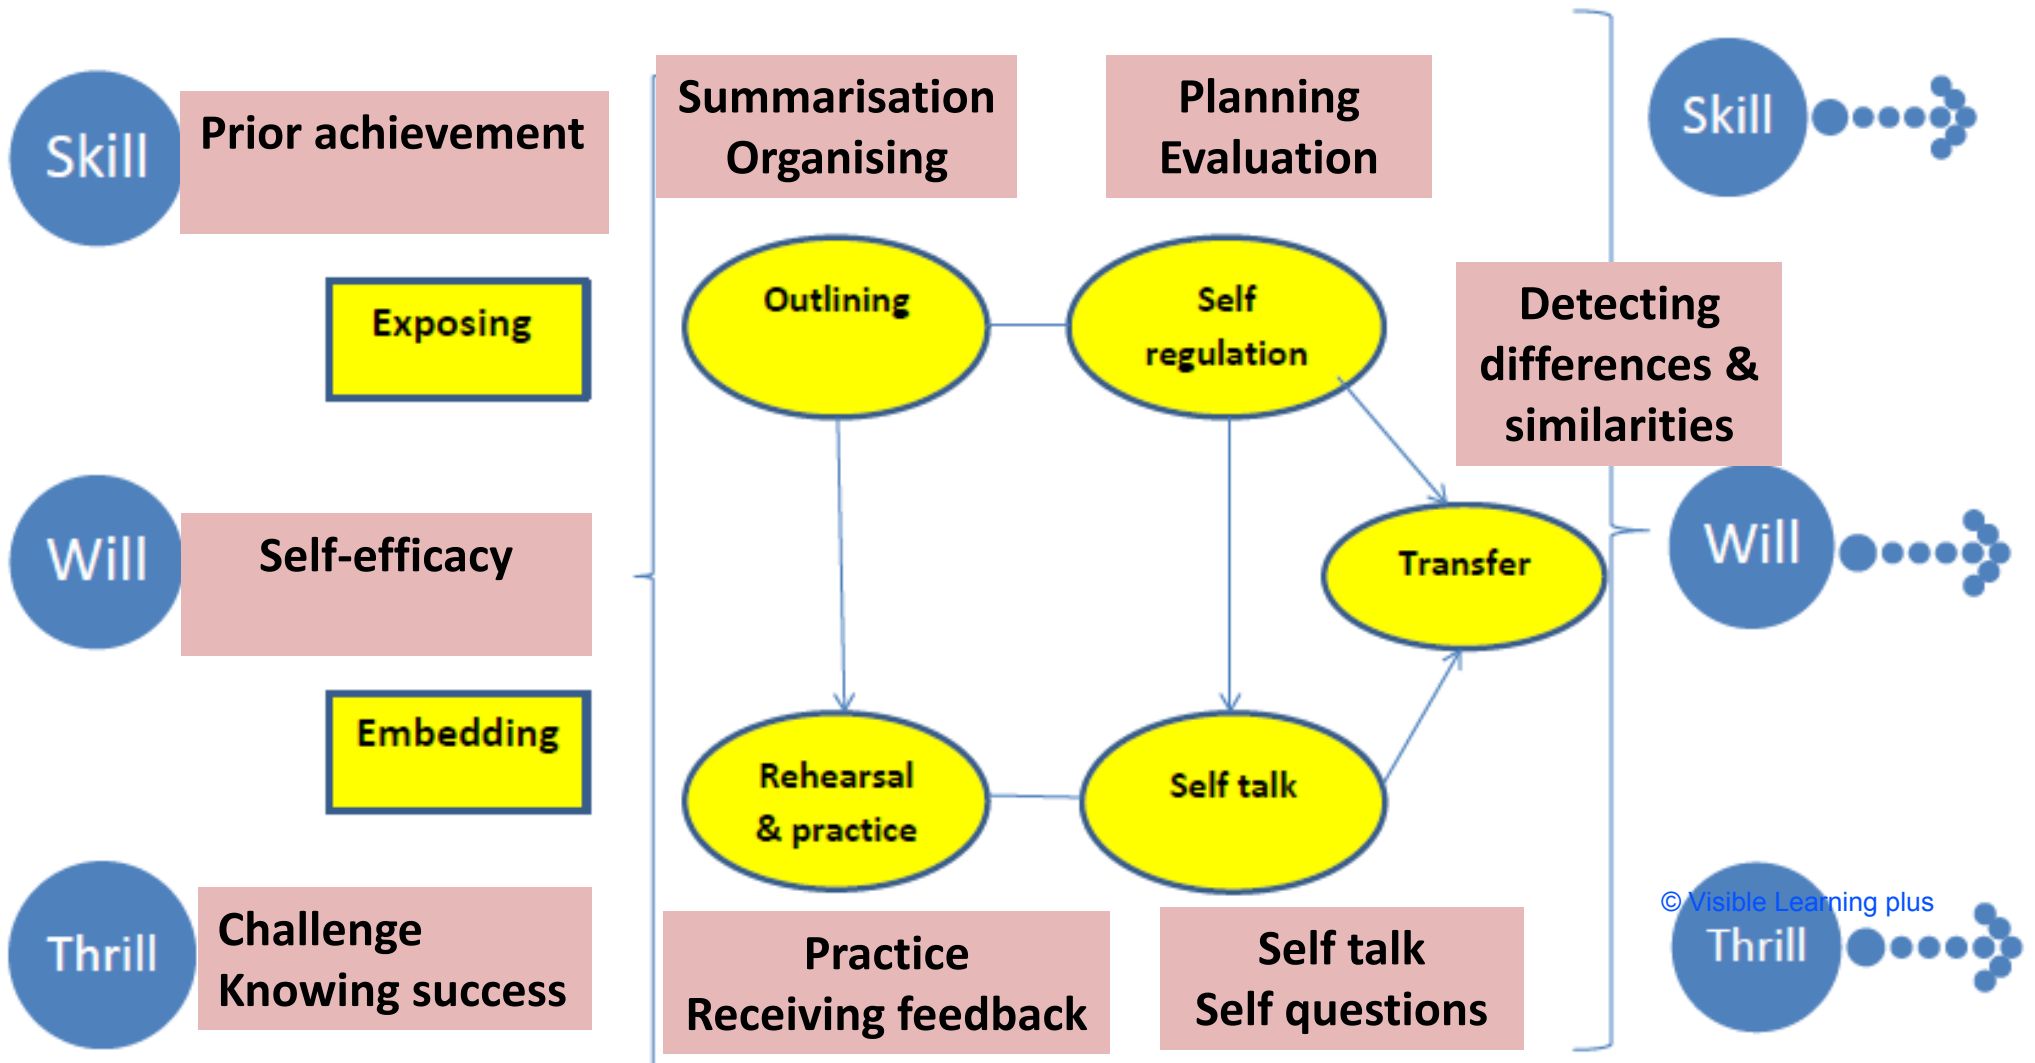 Skill
Prior achievement
Summarisation
Organising
Planning
Evaluation
Skill
Exposing
Outlining
Self
regulation
Detecting
differences &
similarities
Will
Self-efficacy
Transfer
Will
Embedding
Rehearsal
& practice
Self talk
Thrill
Challenge
Knowing success
Practice
Receiving feedback
Self talk
Self questions
© Visible Learning plus
Thrill